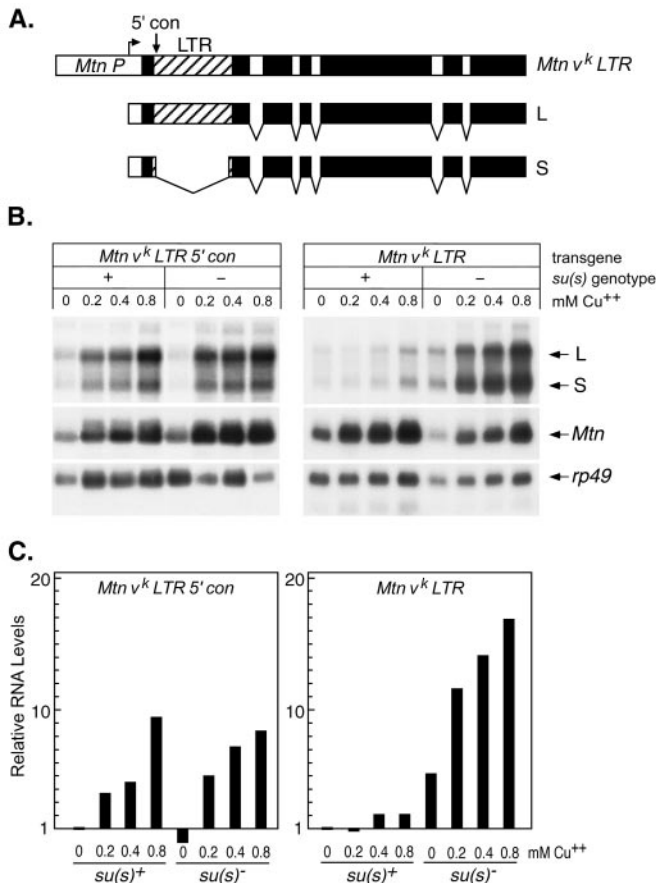 A.
5' con
LTR
Mtn P
Mtn vᵏ LTR
L
S
B.
Mtn vᵏ LTR 5' con
Mtn vᵏ LTR
transgene
+ − + − su(s) genotype
0 0.2 0.4 0.8 0 0.2 0.4 0.8 0 0.2 0.4 0.8 0 0.2 0.4 0.8 mM Cu⁺⁺
L
S
Mtn
rp49
C.
20 Mtn vᵏ LTR 5' con 20 Mtn vᵏ LTR
Relative RNA Levels
10 10
1 1
0 0.2 0.4 0.8 0 0.2 0.4 0.8 0 0.2 0.4 0.8 0 0.2 0.4 0.8 mM Cu⁺⁺
su(s)⁺ su(s)⁻ su(s)⁺ su(s)⁻